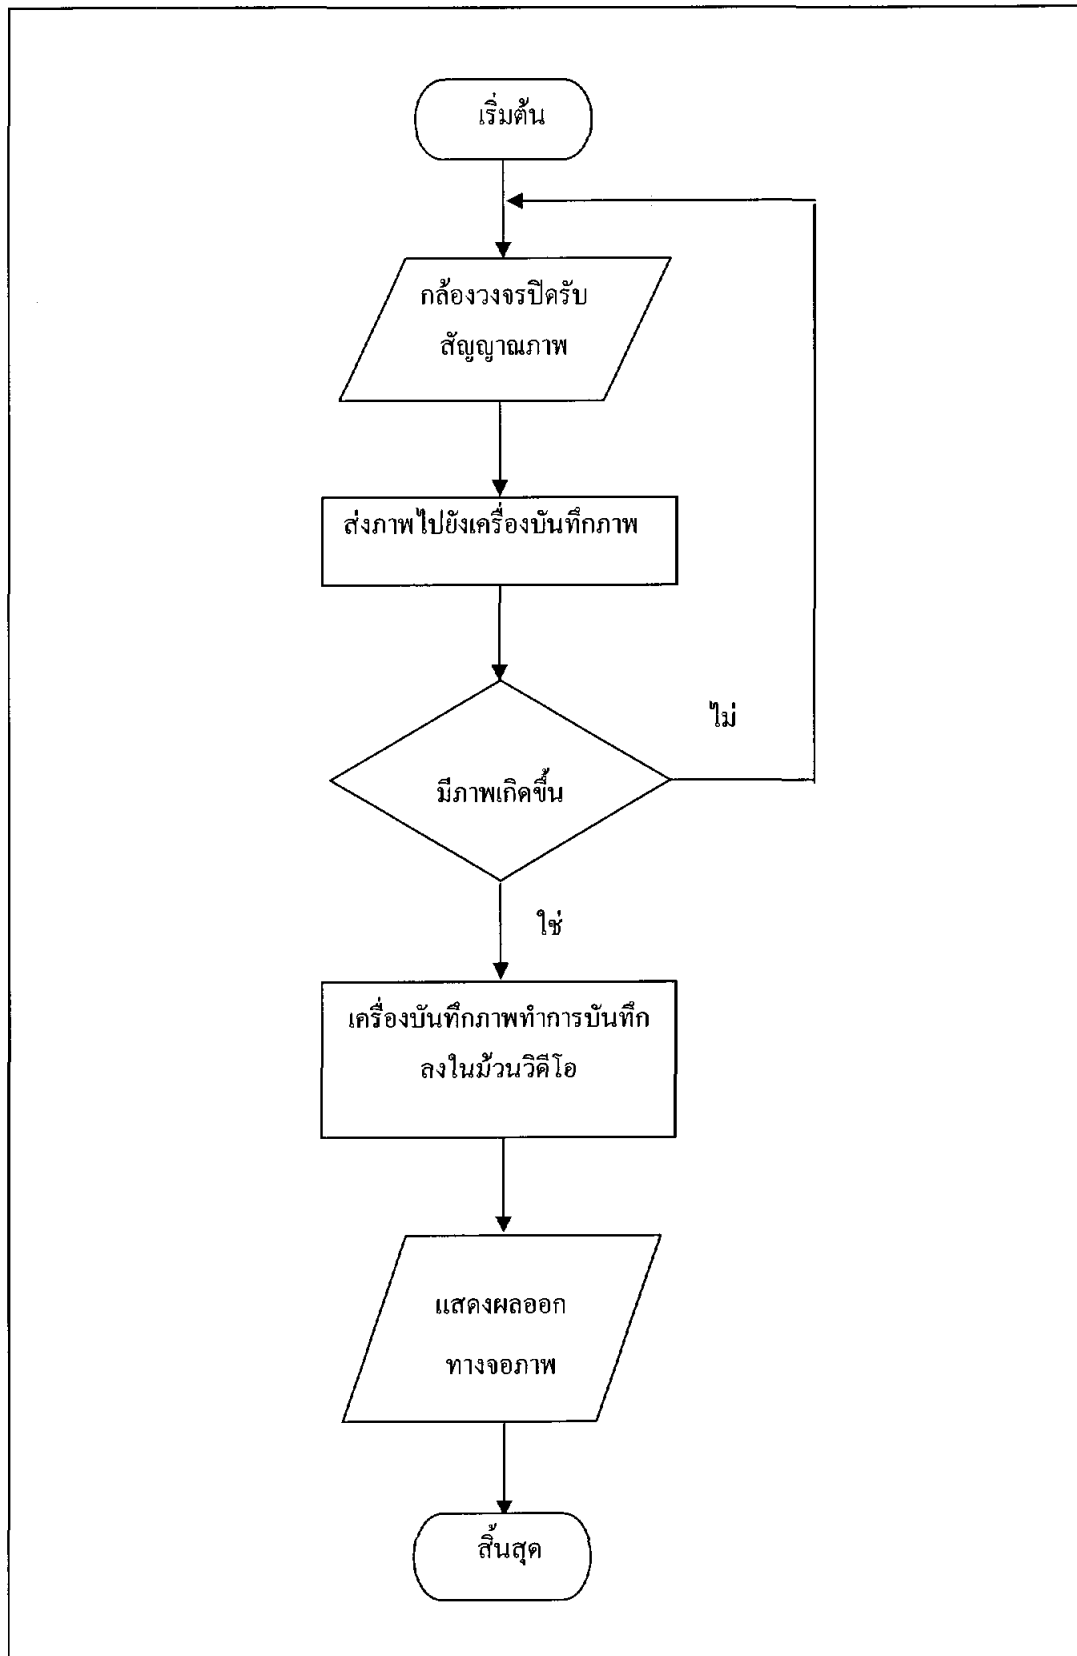 เริ่มต้น
กล้องวงจรปิดรับ
สัญญาณภาพ
ส่งภาพไปยังเครื่องบันทึกภาพ
ไม่
มีภาพเกิดขึ้น
ใช่
เครื่องบันทึกภาพทำการบันทึก
ลงในม้วนวิดีโอ
แสดงผลออก
ทางจอภาพ
สิ้นสุด